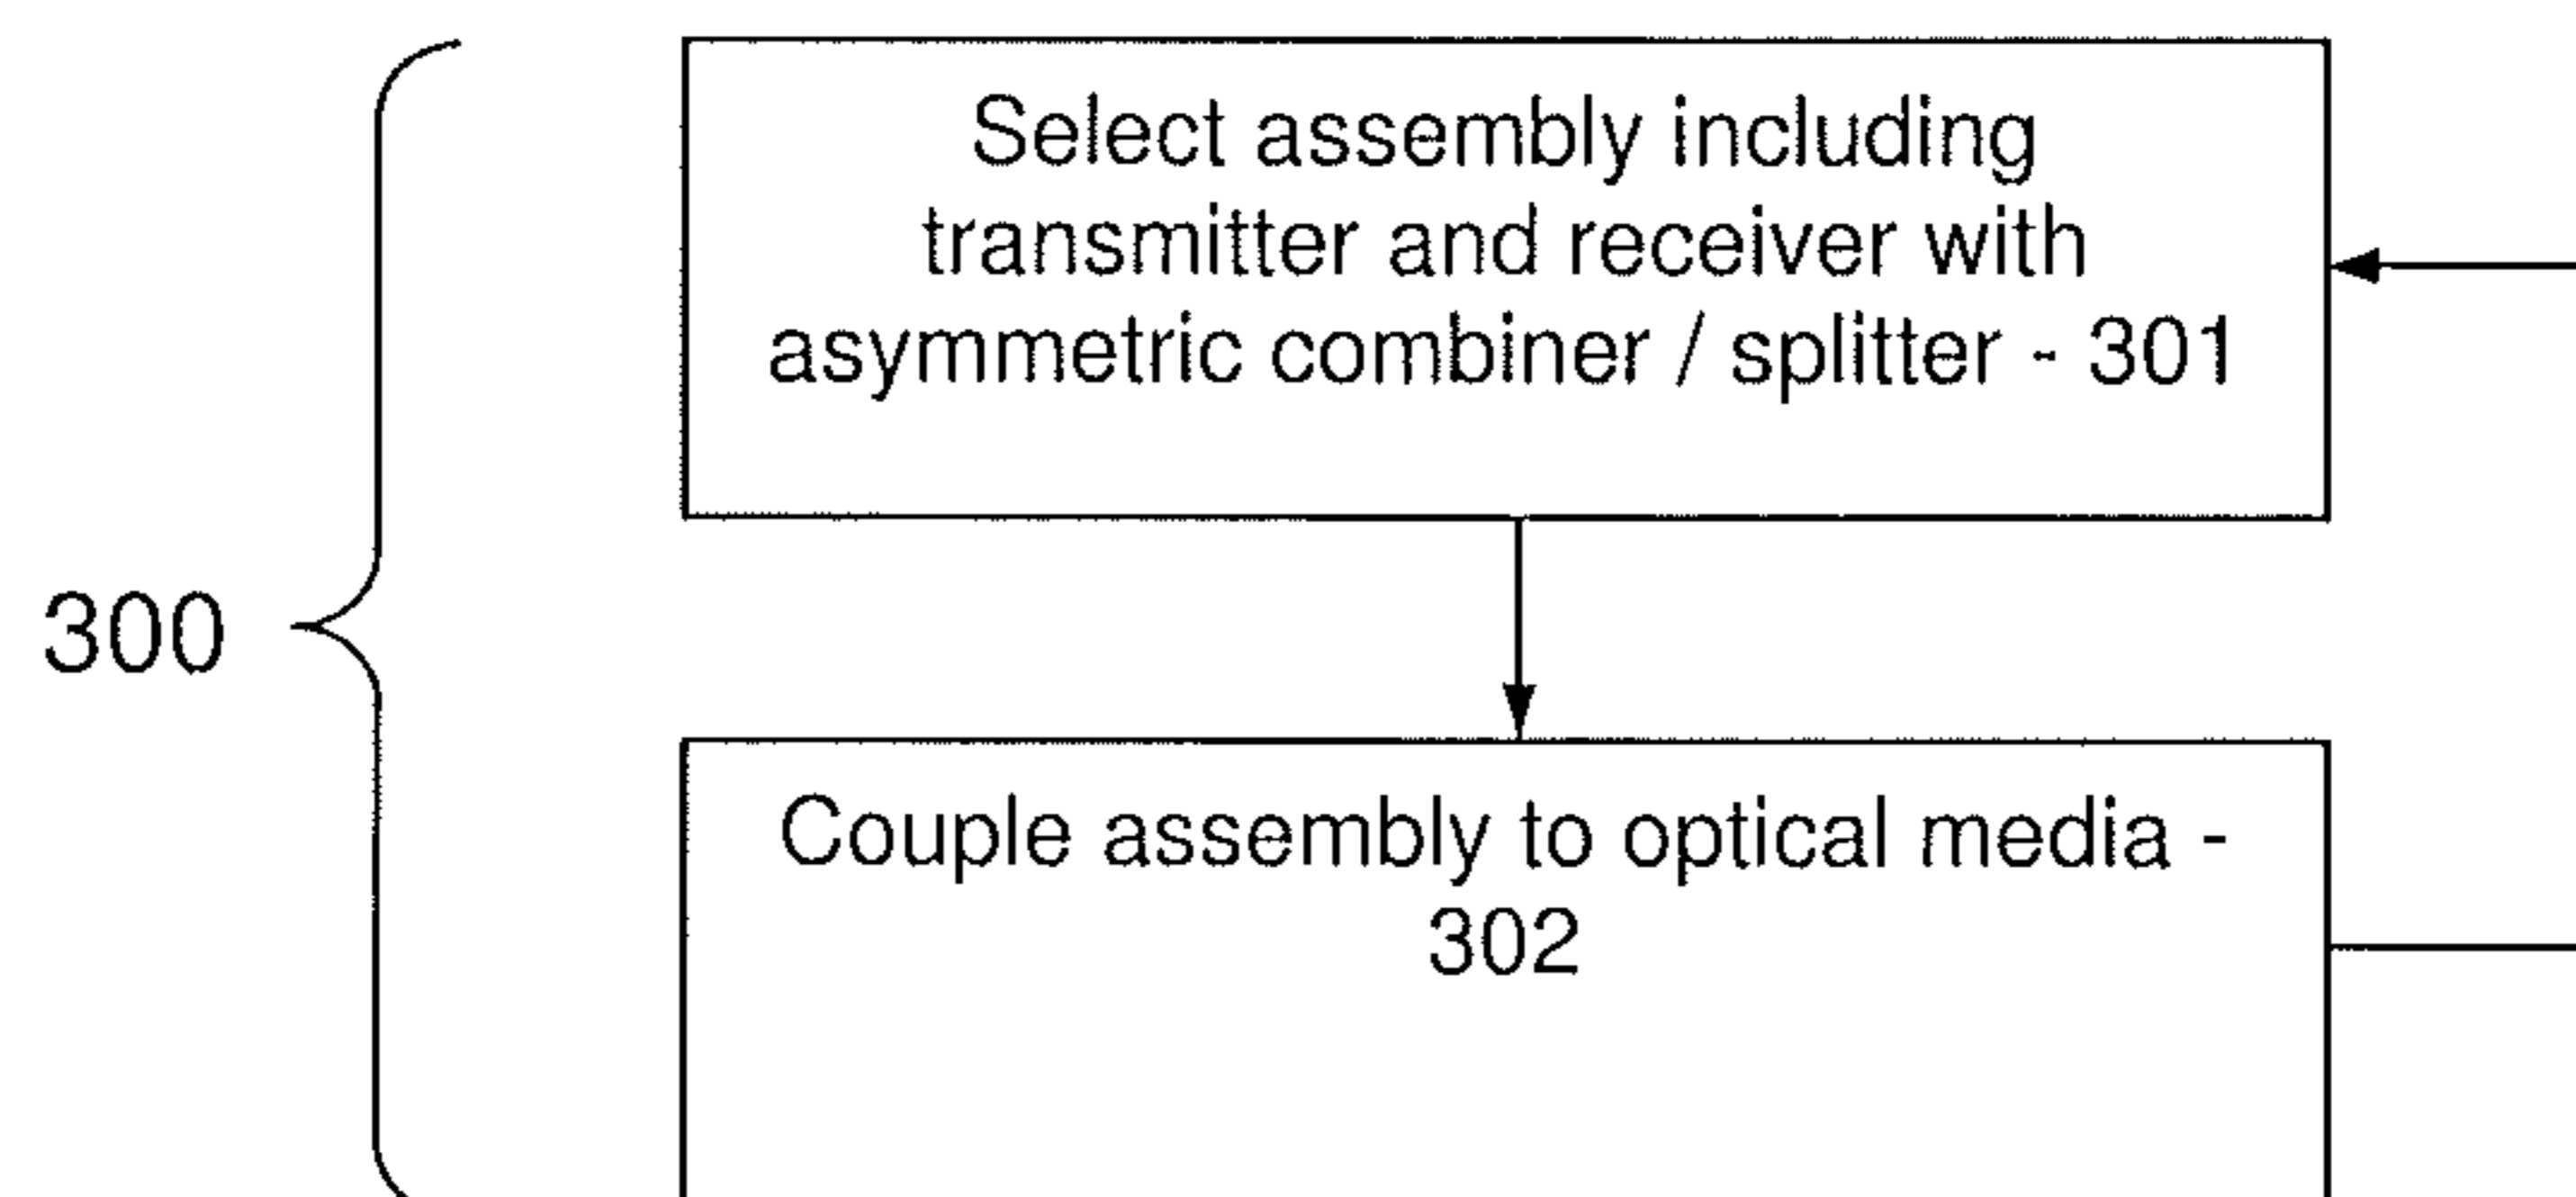 Select assembly including
transmitter and receiver with
asymmetric combiner / splitter - 301
300
Couple assembly to optical media -
302